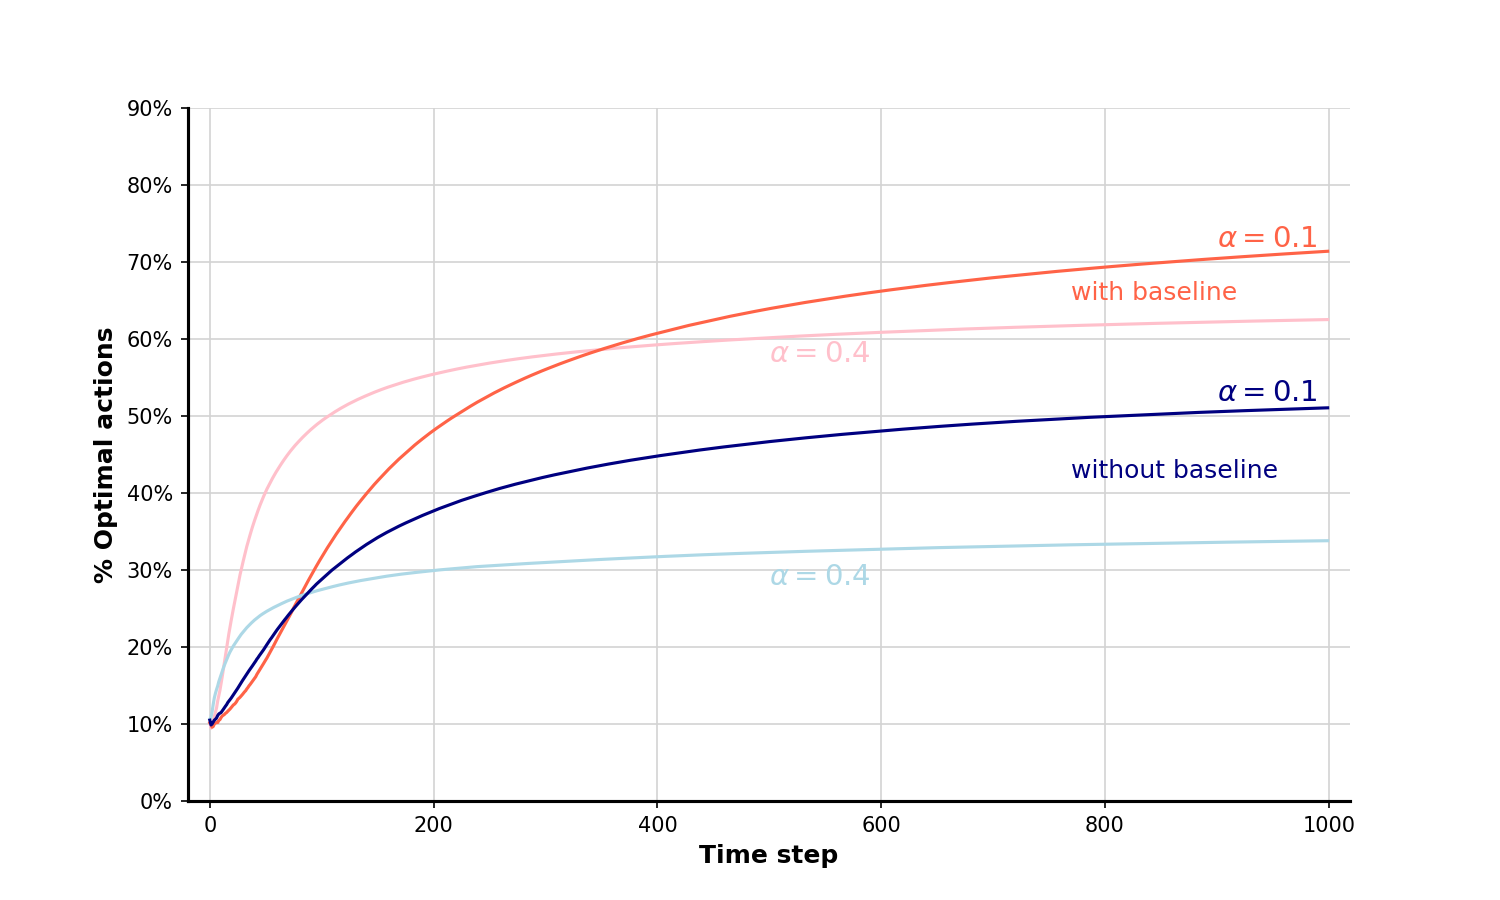 90%
80%
α = 0.1
70%
with baseline
60%
α = 0.4
α = 0.1
50%
without baseline
40%
30%
α = 0.4
20%
10%
0%
0 200 400 600 800 1000
Time step
% Optimal actions